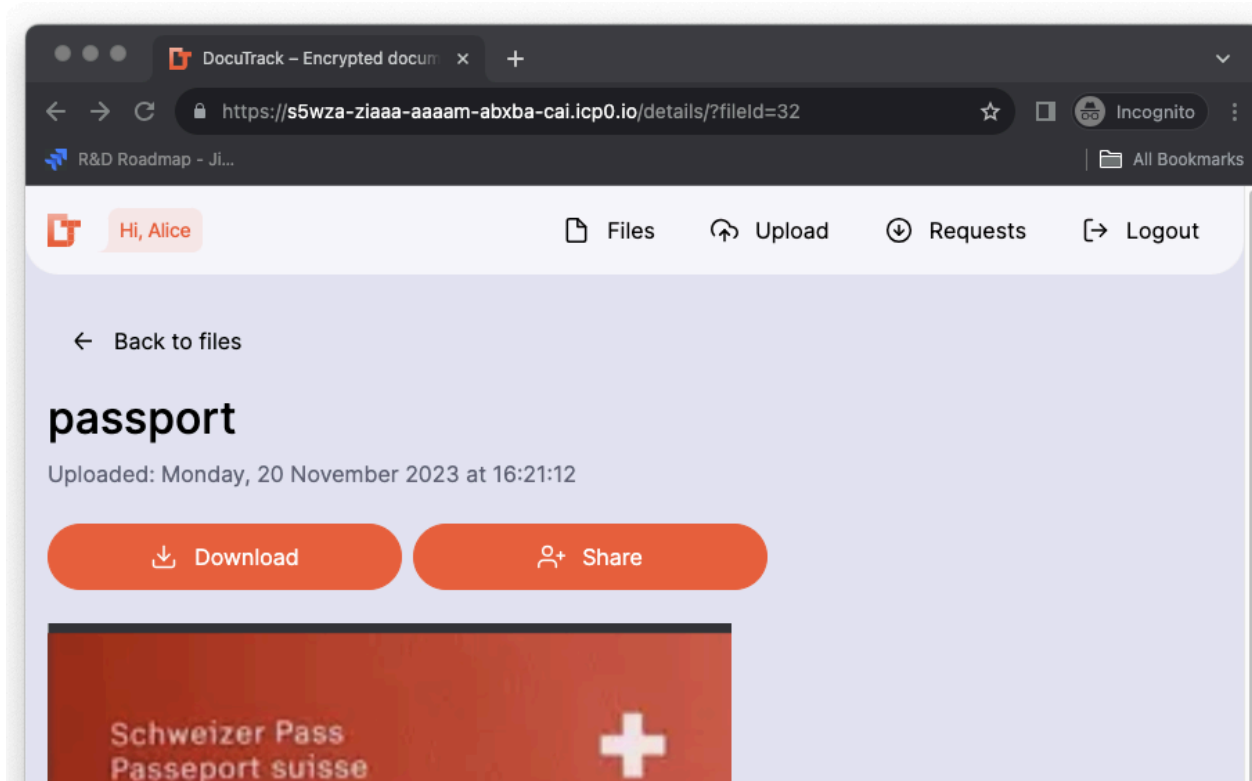 DocuTrack – Encrypted docum
https://s5wza-ziaaa-aaaam-abxba-cai.icp0.io/details/?fileId=32
Incognito
R&D Roadmap - Ji...
All Bookmarks
Hi, Alice
Files
Upload
Requests
Logout
Back to files
passport
Uploaded: Monday, 20 November 2023 at 16:21:12
Download
Share
Schweizer Pass
Passeport suisse